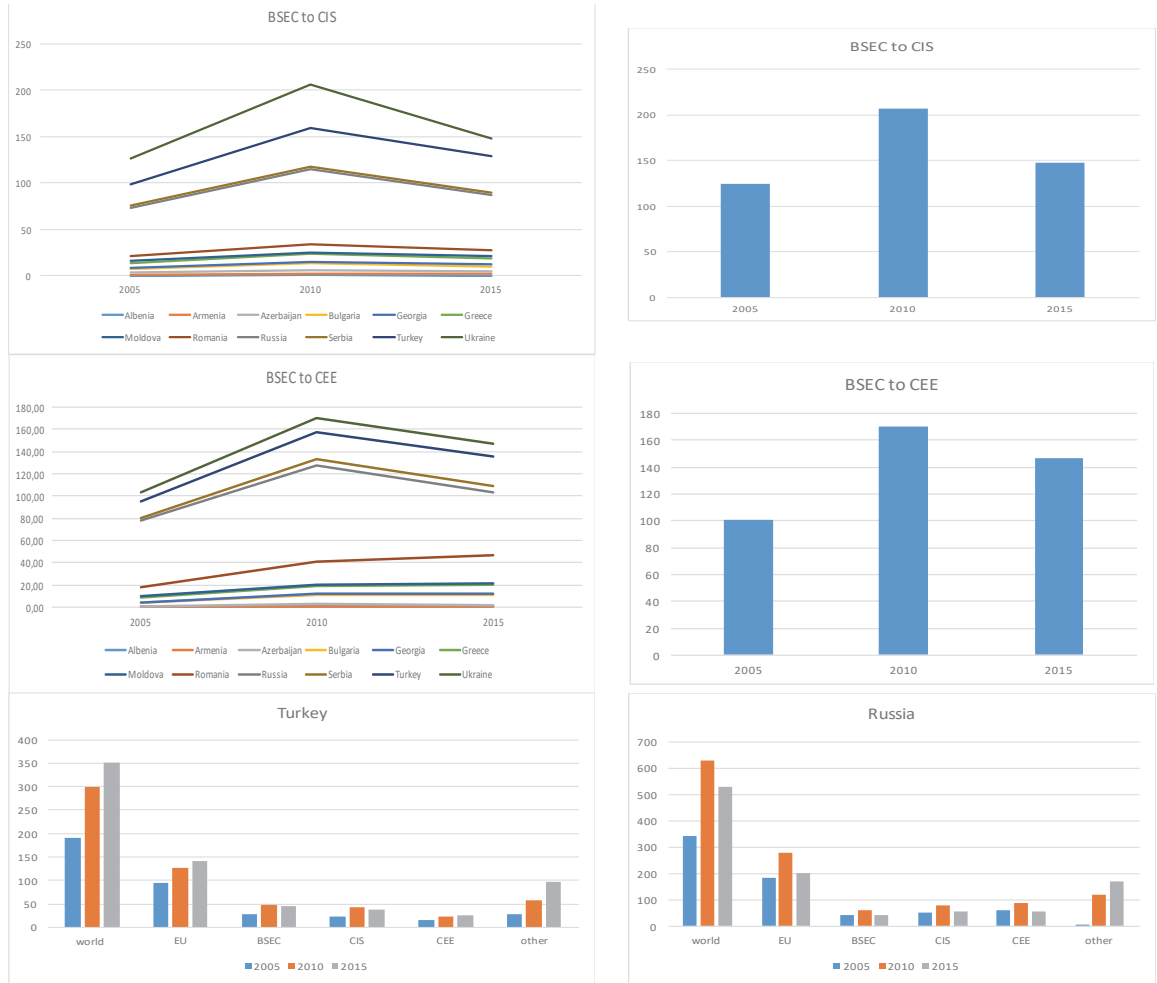 BSEC to CIS
250
200
150
100
50
0
2005 2010 2015
Albenia Armenia Azerbaijan Bulgaria Georgia Greece
Moldova Romania Russia Serbia Turkey Ukraine
BSEC to CIS
250
200
150
100
50
0
2005 2010 2015
BSEC to CEE
180,00
160,00
140,00
120,00
100,00
80,00
60,00
40,00
20,00
0,00
2005 2010 2015
Albenia Armenia Azerbaijan Bulgaria Georgia Greece
Moldova Romania Russia Serbia Turkey Ukraine
BSEC to CEE
180
160
140
120
100
80
60
40
20
0
2005 2010 2015
Turkey
400
350
300
250
200
150
100
50
0
world EU BSEC CIS CEE other
2005 2010 2015
Russia
700
600
500
400
300
200
100
0
world EU BSEC CIS CEE other
2005 2010 2015